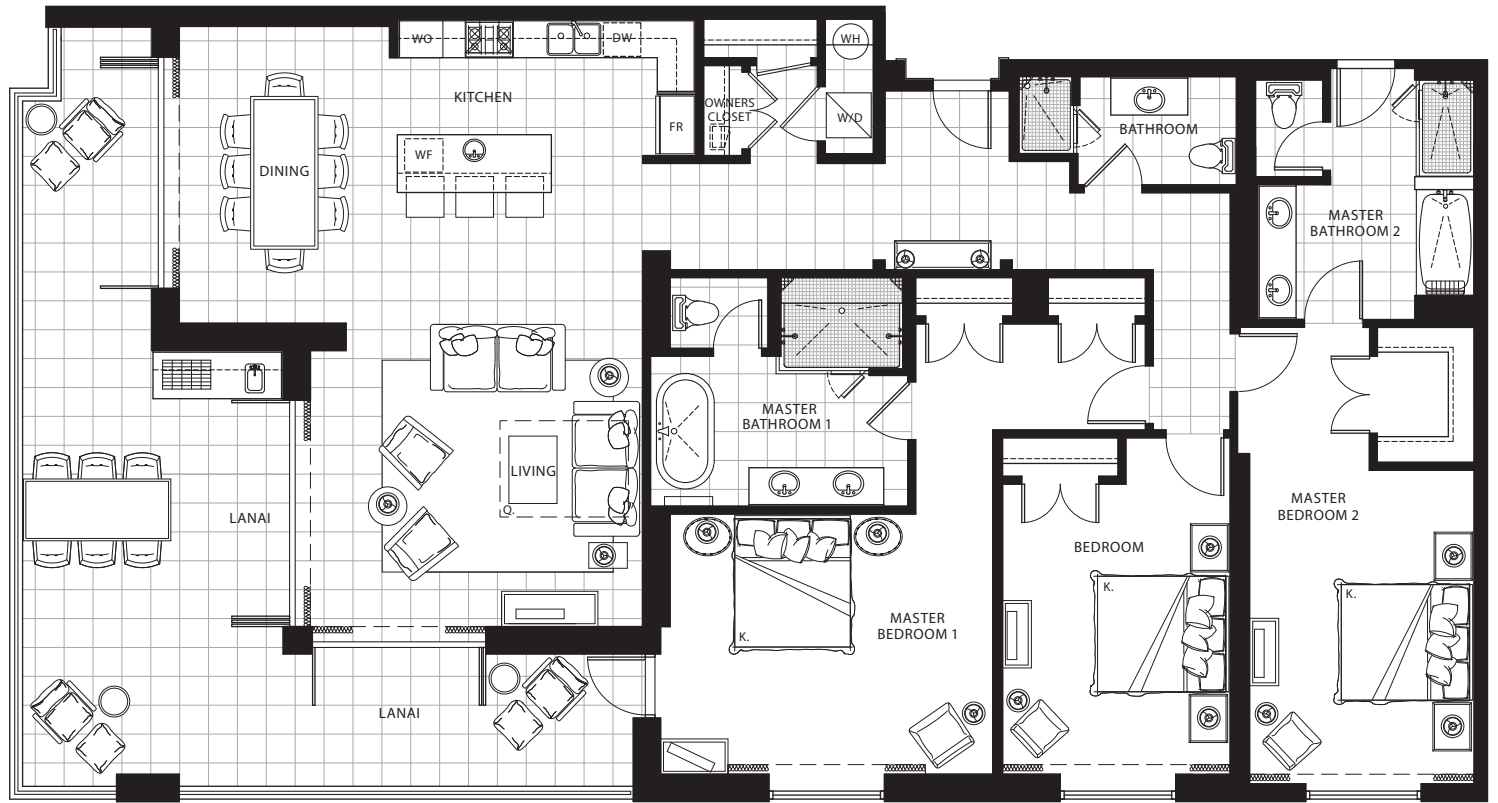 WO
DW
WH
KITCHEN
OWNERS
CLOSET
FR
W/D
BATHROOM
WF
DINING
MASTER
BATHROOM 2
MASTER
BATHROOM 1
LIVING
Q.
LANAI
MASTER
BEDROOM 2
BEDROOM
K.
K.
MASTER
BEDROOM 1
K.
LANAI